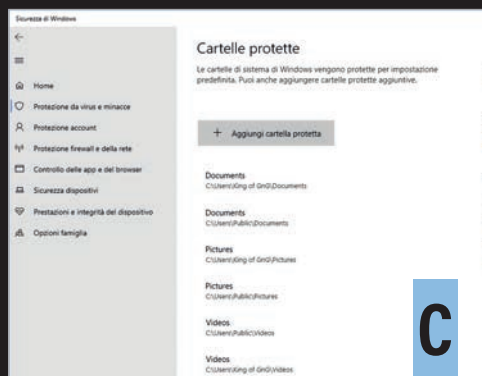 Sicurezza di Windows
Home
Protezione da virus e minacce
Protezione account
Protezione firewall e della rete
Controllo delle app e del browser
Sicurezza dispositivi
Prestazioni e integrità del dispositivo
Opzioni famiglia
Cartelle protette
Le cartelle di sistema di Windows vengono protette per impostazione
predefinita. Puoi anche aggiungere cartelle protette aggiuntive.
+ Aggiungi cartella protetta
Documents
C:\Users\King of GnG\Documents
Documents
C:\Users\Public\Documents
Pictures
C:\Users\King of GnG\Pictures
Pictures
C:\Users\Public\Pictures
Videos
C:\Users\Public\Videos
Videos
C:\Users\King of GnG\Videos
C